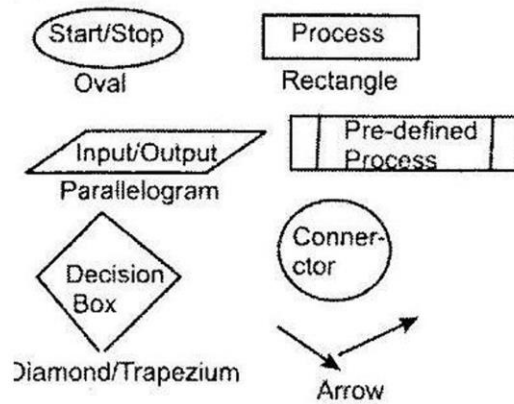 Start/Stop
Oval
Process
Rectangle
Input/Output
Parallelogram
Pre-defined
Process
Decision
Box
Diamond/Trapezium
Conner-
ctor
Arrow